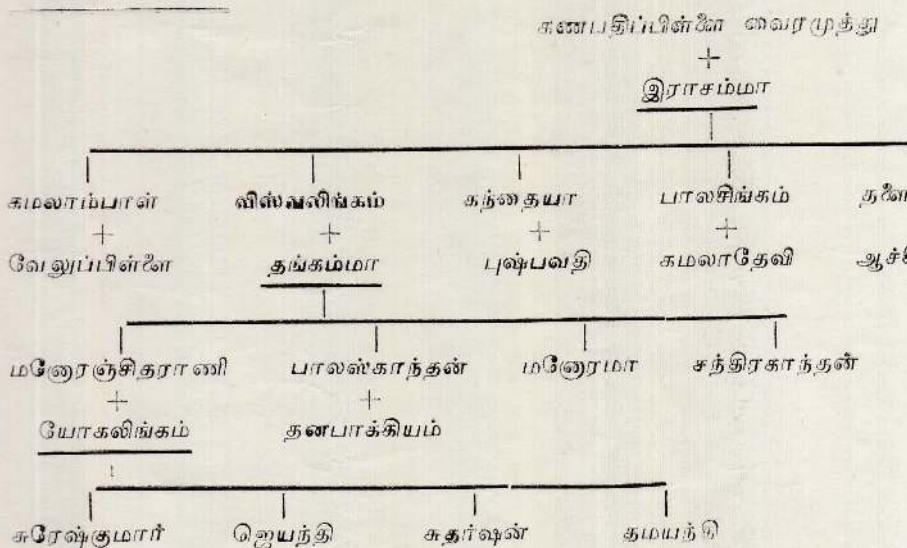 கணபதிப்பிள்ளை வைரமுத்து
+
இராசம்மா
கமலாம்பாள் விஸ்வலிங்கம் கந்தையா பாலசிங்கம்
+ + + +
வேலுப்பிள்ளை தங்கம்மா புஷ்பவதி கமலாதேவி
மனோரஞ்சிதராணி பாலஸ்காந்தன் மனோரமா சந்திரகாந்தன்
+ +
யோகலிங்கம் தனபாக்கியம்
சுரேஷ்குமார் ஜெயந்தி சுதர்ஷன் தமயந்தி